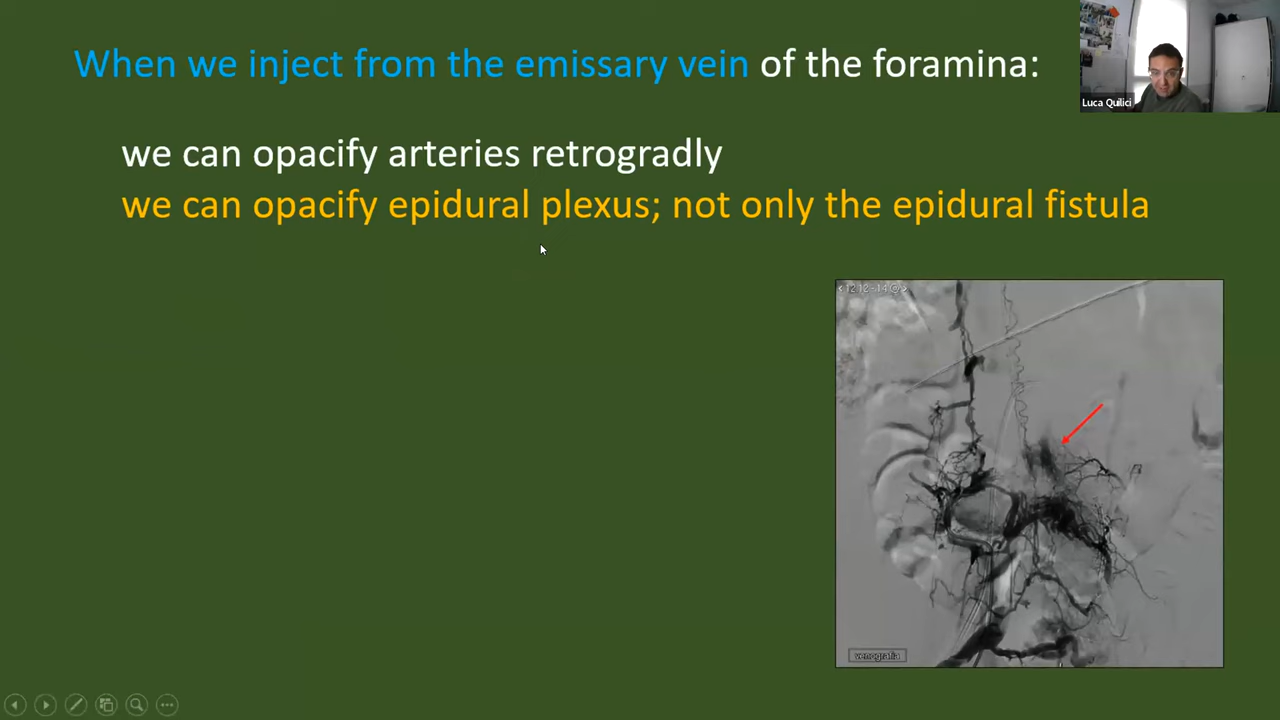 When we inject from the emissary vein of the foramina:
Luca Quilici
we can opacify arteries retrogradly
we can opacify epidural plexus; not only the epidural fistula
venografia